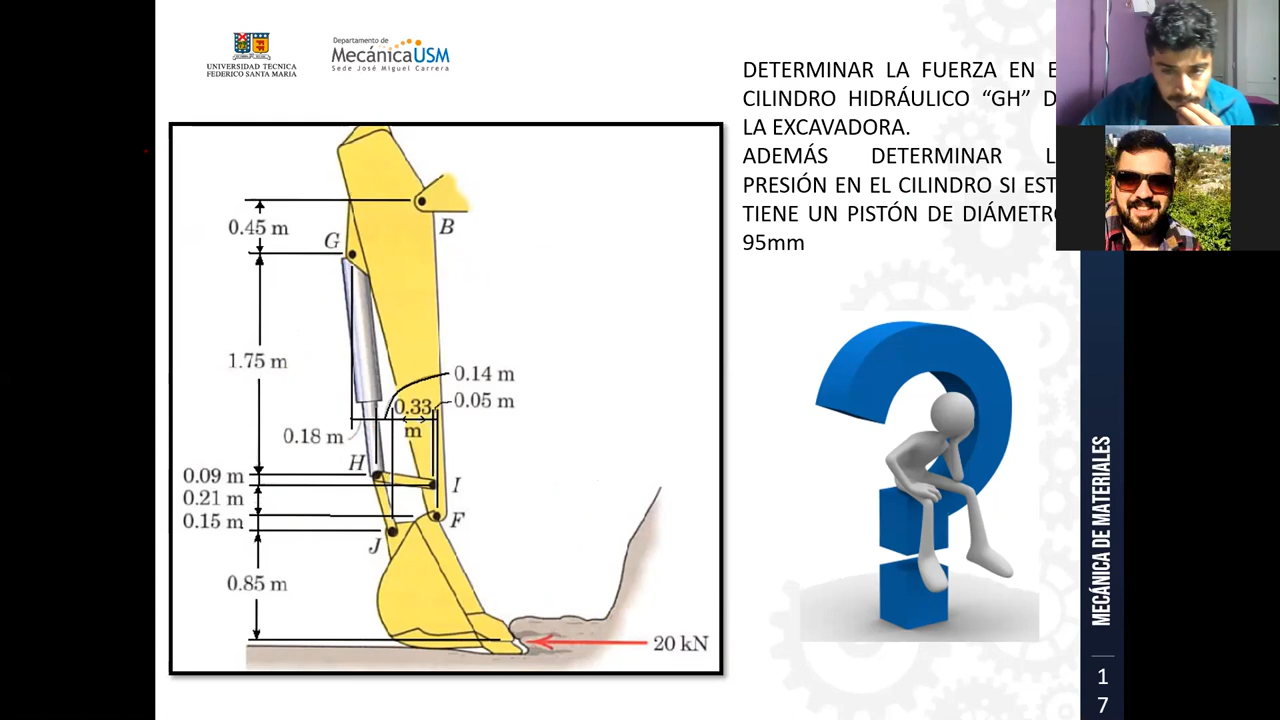 UNIVERSIDAD TECNICA
FEDERICO SANTA MARIA
Departamento de
MecánicaUSM
Sede José Miguel Carrera
DETERMINAR LA FUERZA EN E
CILINDRO HIDRÁULICO “GH” D
LA EXCAVADORA.
ADEMÁS DETERMINAR L
PRESIÓN EN EL CILINDRO SI EST
TIENE UN PISTÓN DE DIÁMETRO
95mm
0.45 m
B
G
1.75 m
0.14 m
0.05 m
0.33
m
0.18 m
H
0.09 m
I
0.21 m
0.15 m
F
J
0.85 m
20 kN
MECÁNICA DE MATERIALES
1
7